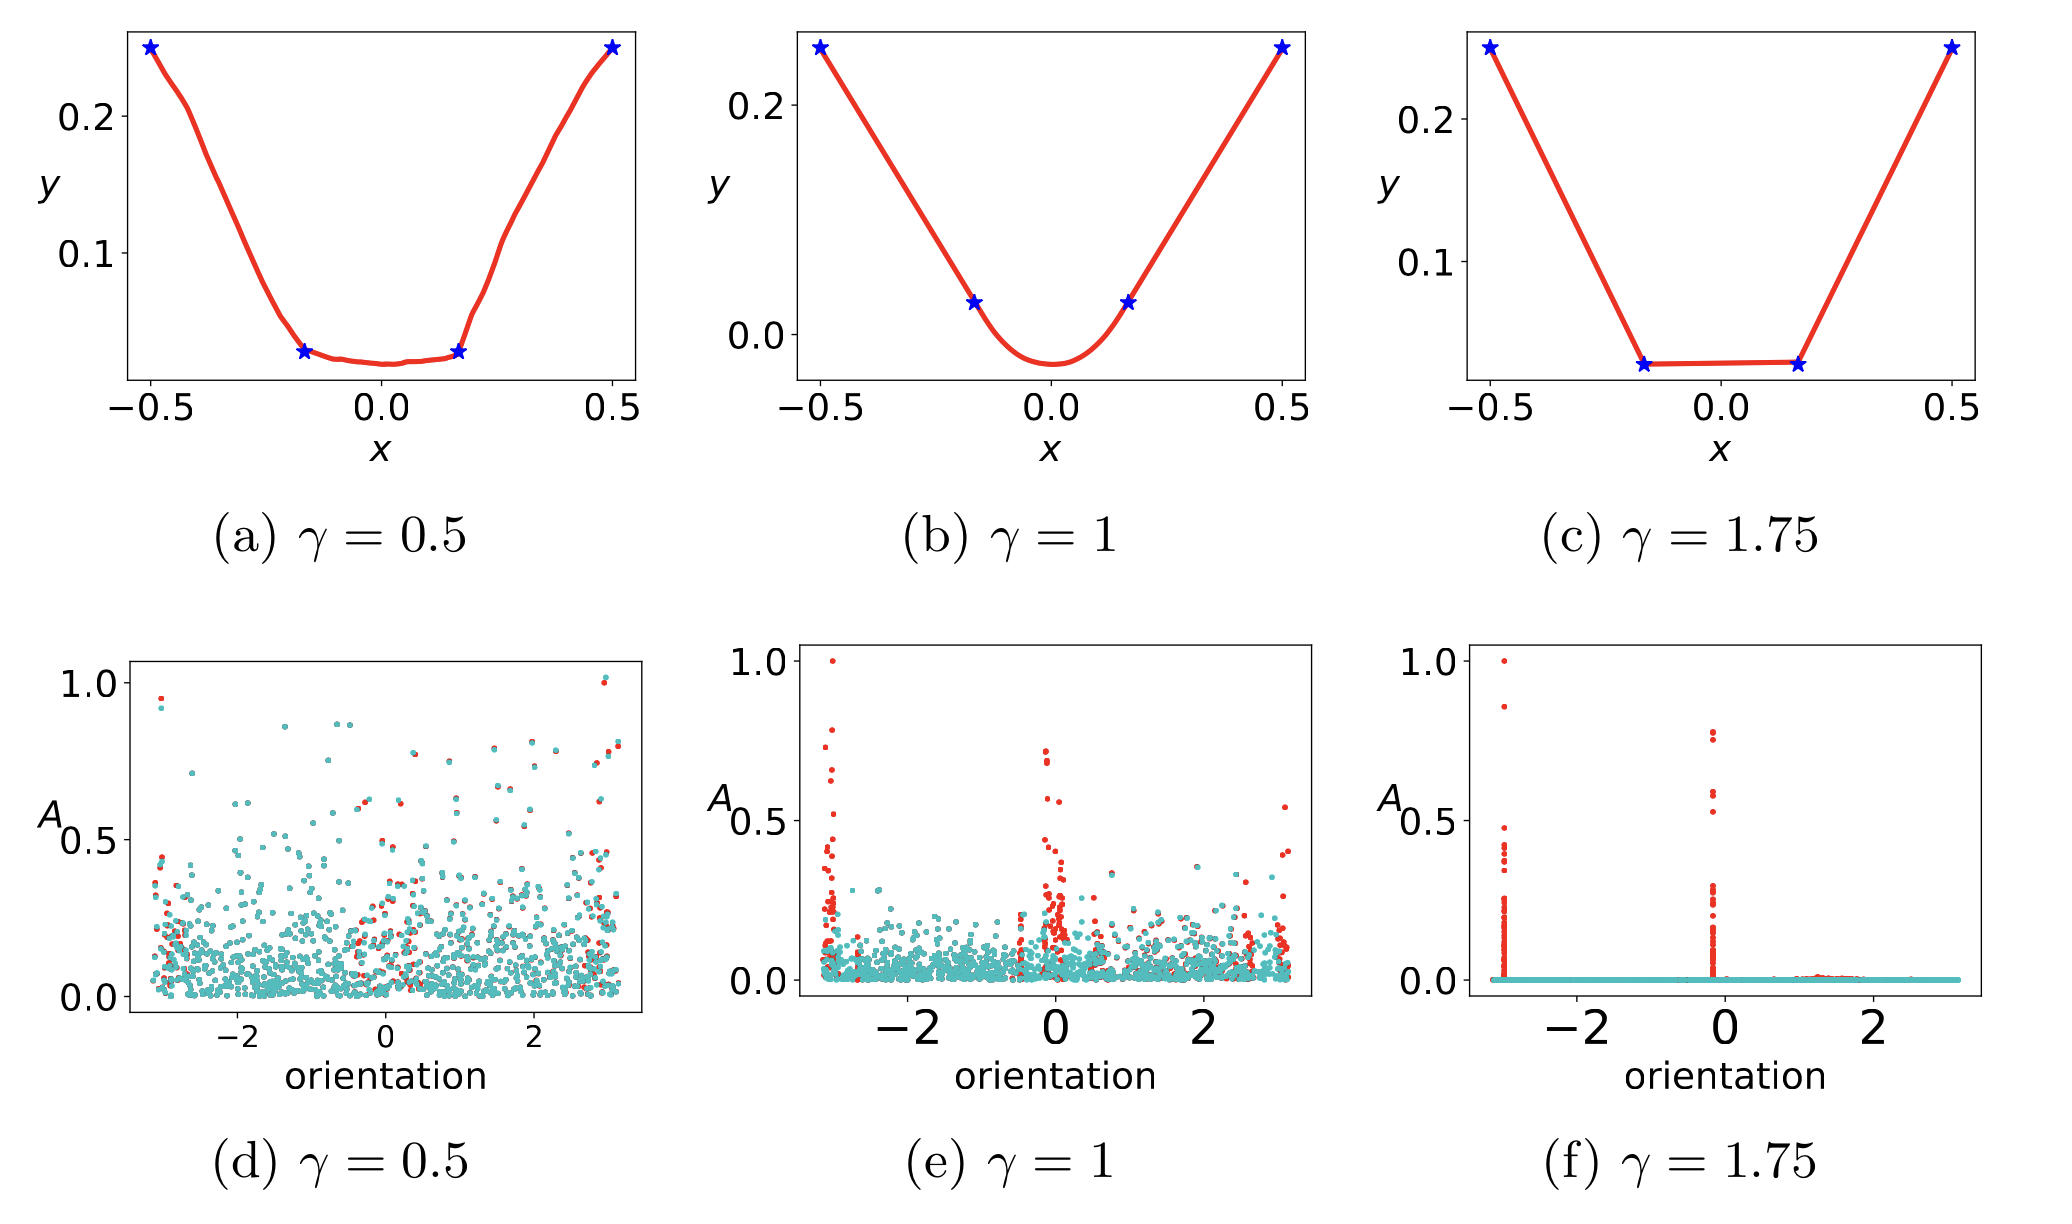 0.2
0.1
y
−0.5 0.0 0.5
x
(a) γ = 0.5
0.2
0.0
y
−0.5 0.0 0.5
x
(b) γ = 1
0.2
0.1
y
−0.5 0.0 0.5
x
(c) γ = 1.75
1.0
0.5
0.0
A
−2 0 2
orientation
(d) γ = 0.5
1.0
0.5
0.0
A
−2 0 2
orientation
(e) γ = 1
1.0
0.5
0.0
A
−2 0 2
orientation
(f) γ = 1.75